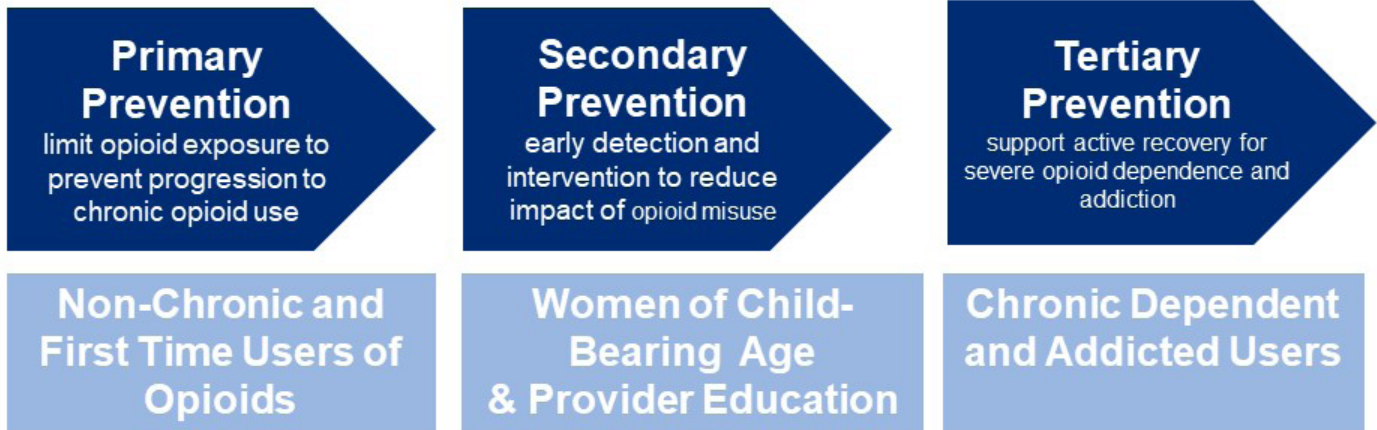 Primary
Prevention
limit opioid exposure to
prevent progression to
chronic opioid use
Secondary
Prevention
early detection and
intervention to reduce
impact of opioid misuse
Tertiary
Prevention
support active recovery for
severe opioid dependence and
addiction
Non-Chronic and
First Time Users of
Opioids
Women of Child-
Bearing Age
& Provider Education
Chronic Dependent
and Addicted Users